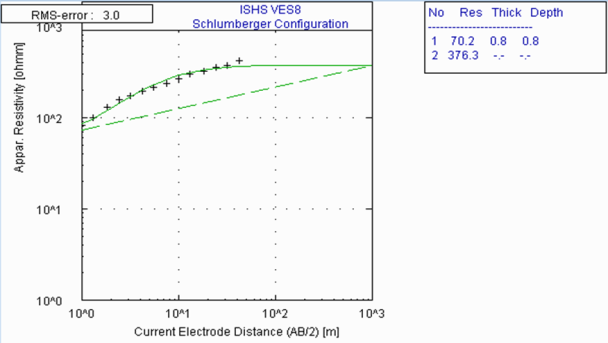 RMS-error : 3.0
ISHS VES8
Schlumberger Configuration
10^3
10^2
10^1
10^0
Appar. Resistivity [ohmm]
10^0 10^1 10^2 10^3
Current Electrode Distance (AB/2) [m]
No Res Thick Depth
------------------------------
1 70.2 0.8 0.8
2 376.3 -.- -.-